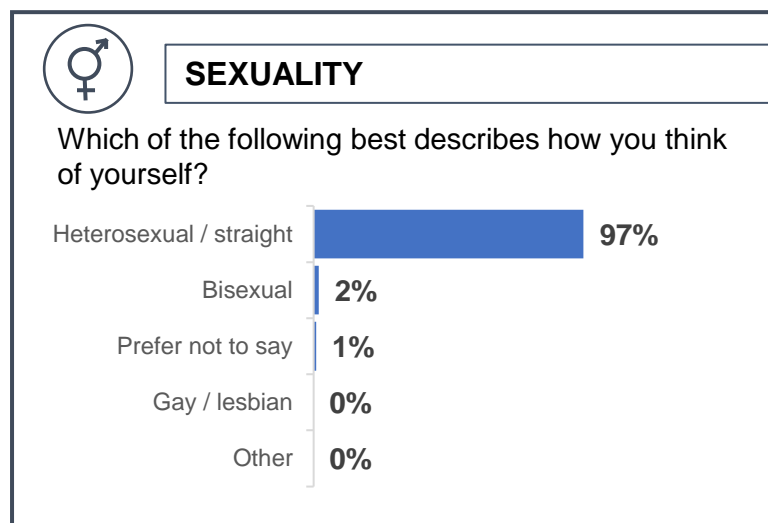 SEXUALITY
Which of the following best describes how you think
of yourself?
Heterosexual / straight 97%
Bisexual 2%
Prefer not to say 1%
Gay / lesbian 0%
Other 0%